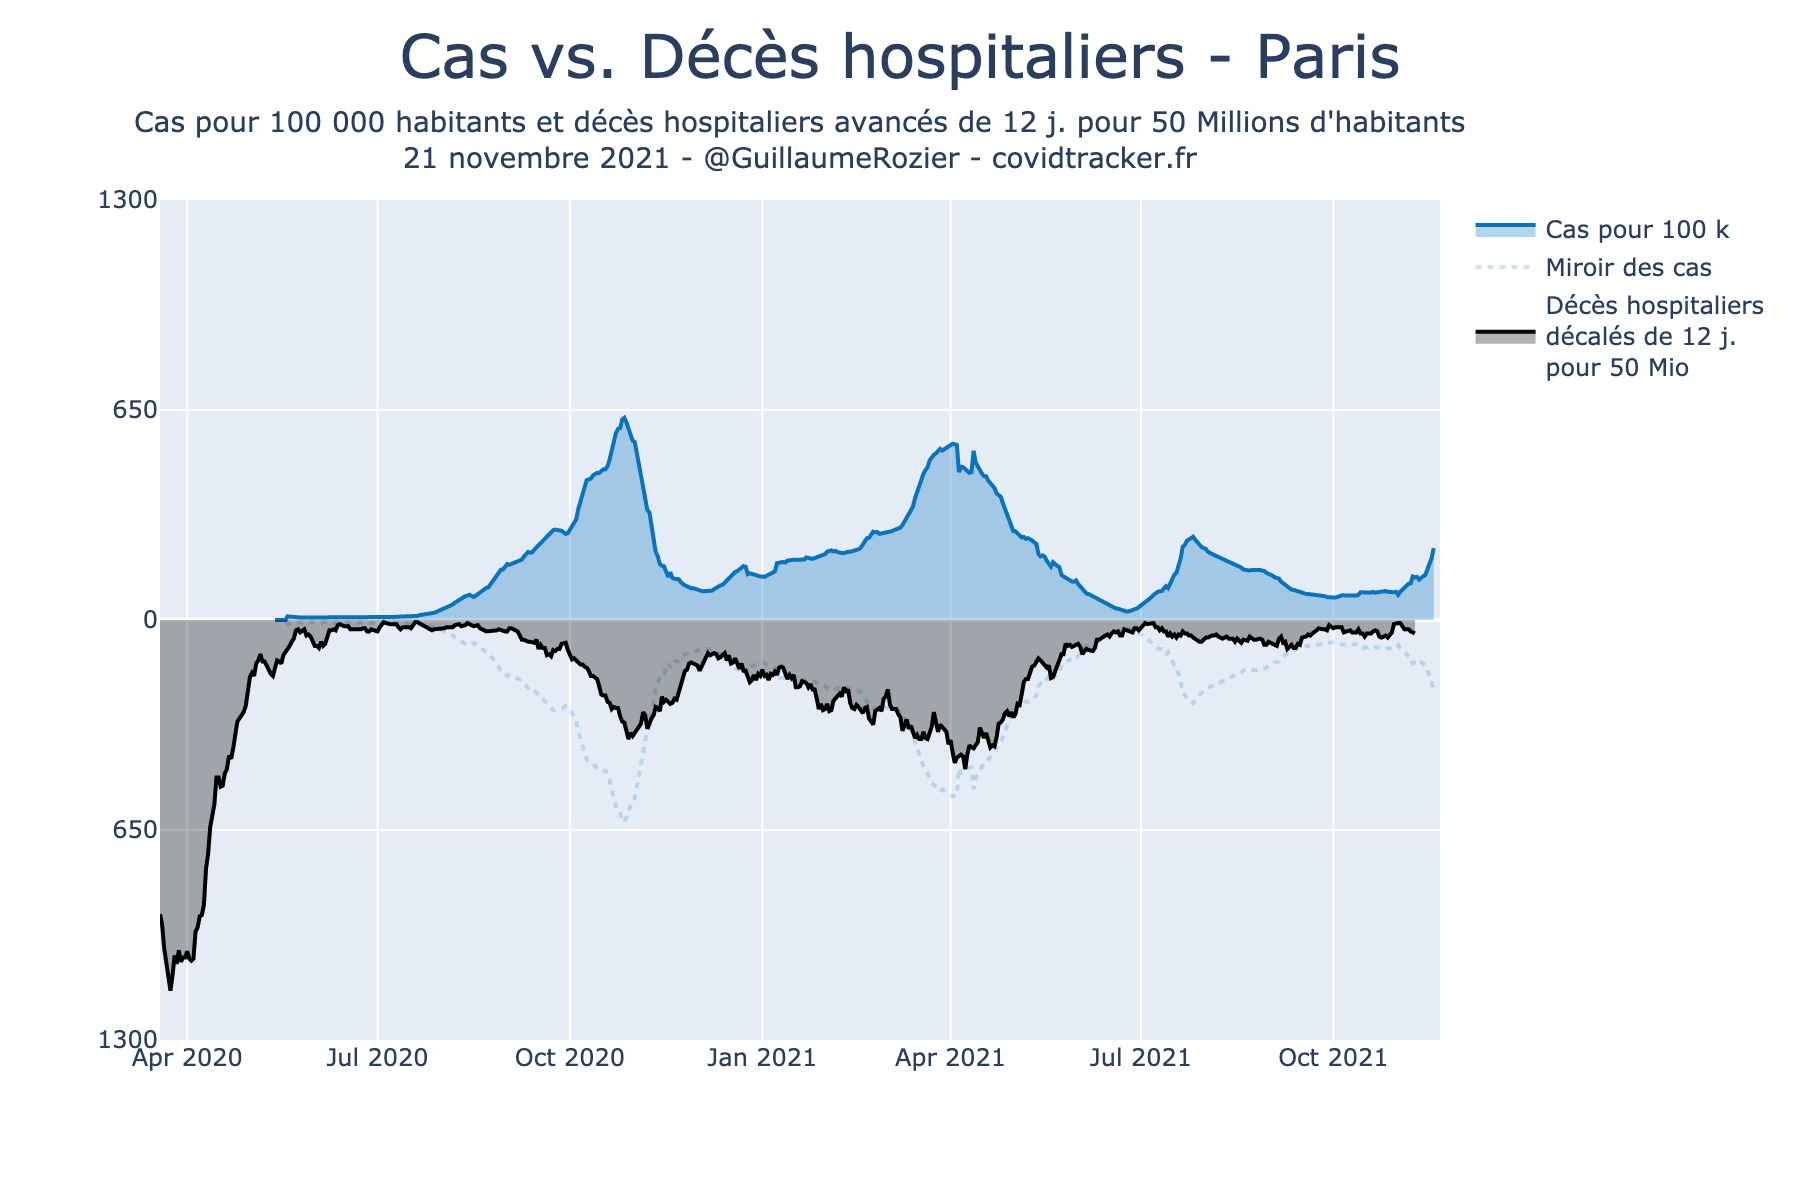 Cas vs. Décès hospitaliers - Paris
Cas pour 100 000 habitants et décès hospitaliers avancés de 12 j. pour 50 Millions d'habitants
21 novembre 2021 - @GuillaumeRozier - covidtracker.fr
1300
650
0
650
1300
Apr 2020
Jul 2020
Oct 2020
Jan 2021
Apr 2021
Jul 2021
Oct 2021
Cas pour 100 k
Miroir des cas
Décès hospitaliers
décalés de 12 j.
pour 50 Mio